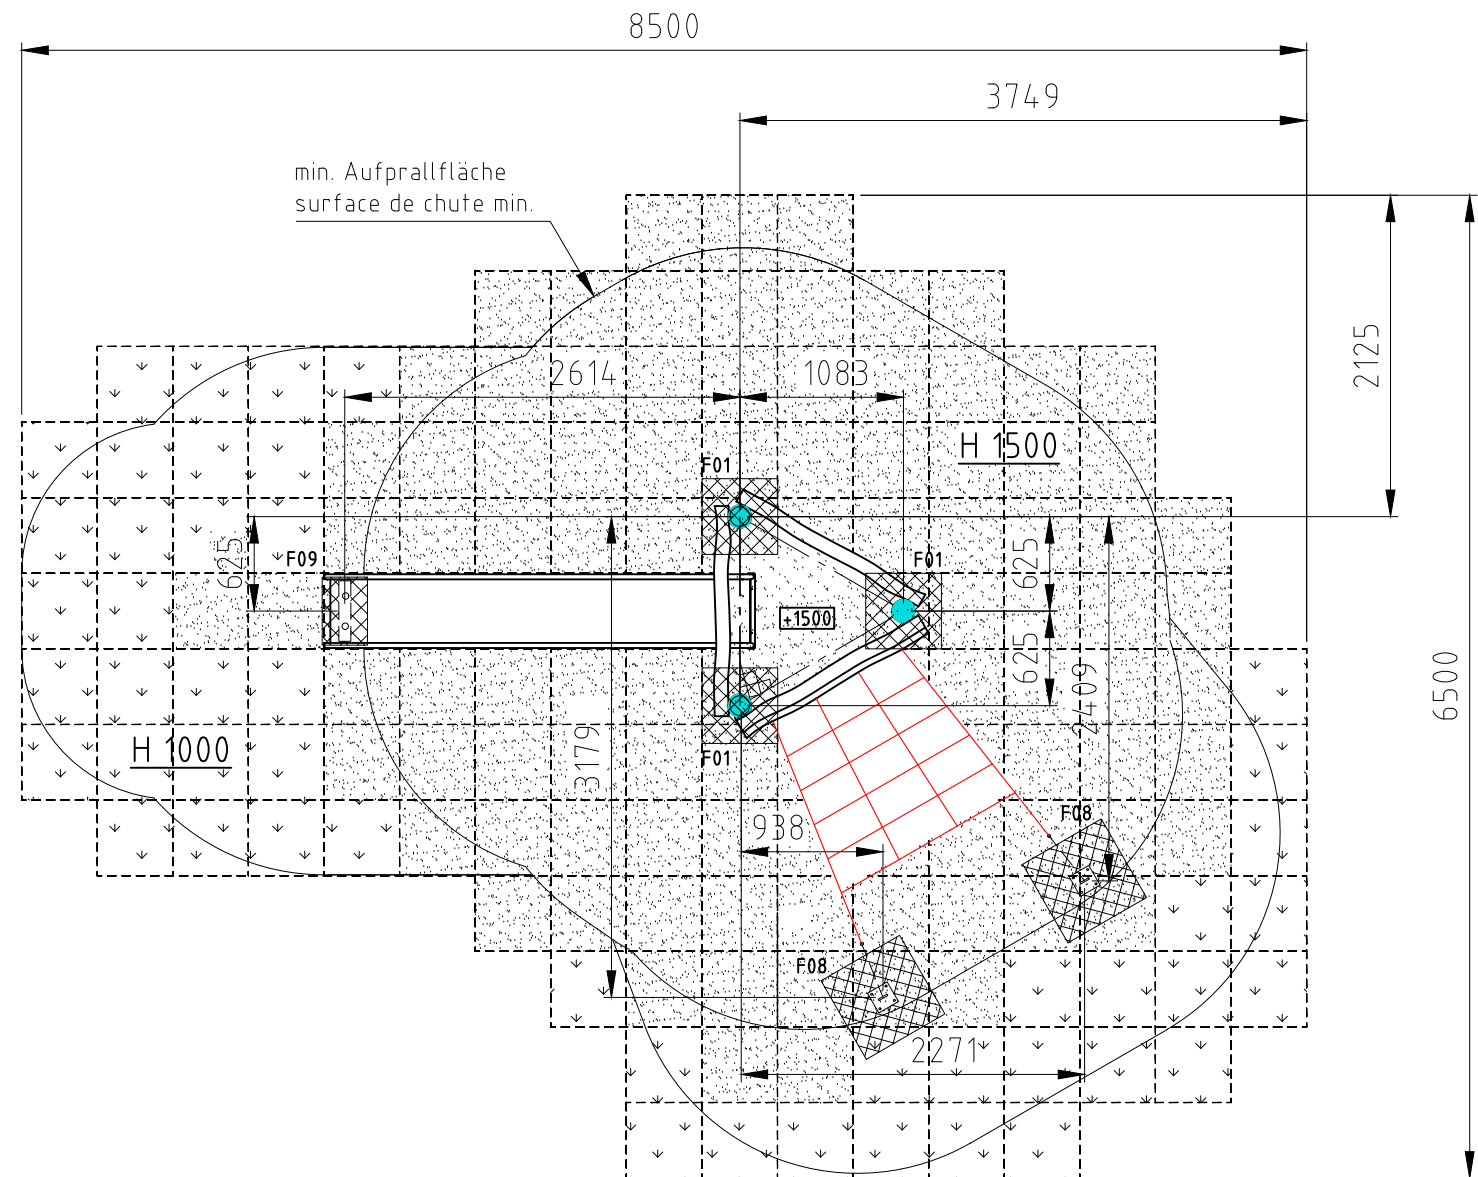 8500
3749
min. Aufprallfläche
surface de chute min.
2125
2614
1083
H 1500
F01
625
F09
625
F01
+1500
625
2409
6500
3179
H 1000
F01
938
F08
F08
2271